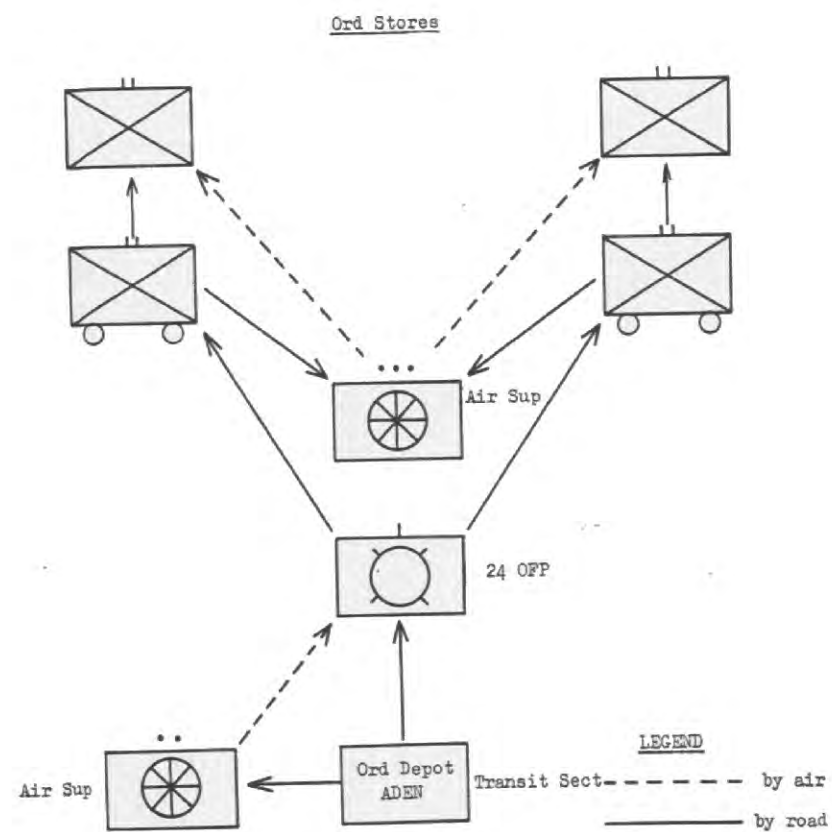 Ord Stores
Air Sup
24 OFP
LEGEND
Air Sup
Ord Depot
ADEN
Transit Sect
by air
by road